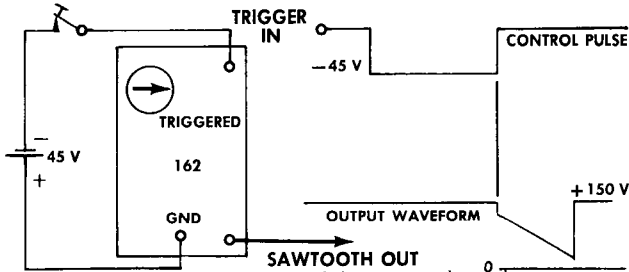 TRIGGER
IN
CONTROL PULSE
−45 V
TRIGGERED
− 45 V
+
162
GND
+150 V
OUTPUT WAVEFORM
SAWTOOTH OUT
0